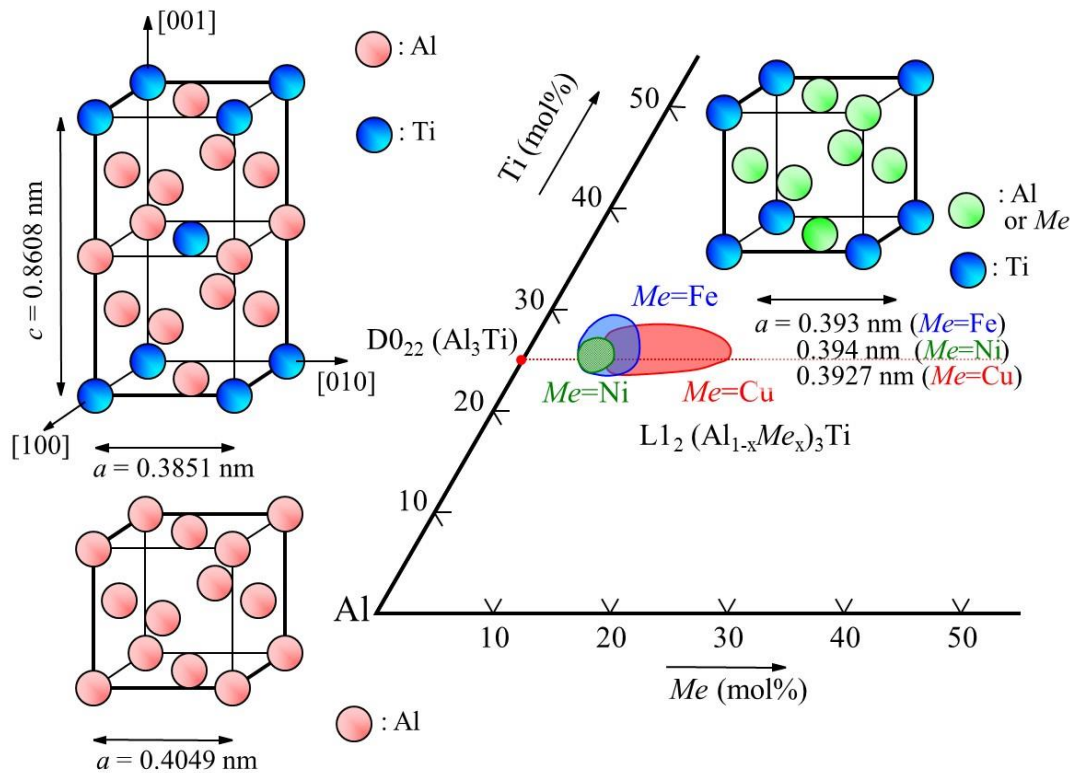 [001]
: Al
: Ti
c = 0.8608 nm
[010]
[100]
a = 0.3851 nm
a = 0.4049 nm
: Al
Ti (mol%)
50
40
30
20
10
Al
10
20
30
40
50
Me (mol%)
D0₂₂ (Al₃Ti)
Me=Fe
Me=Ni
Me=Cu
L1₂ (Al₁₋ₓMeₓ)₃Ti
: Al
or Me
: Ti
a = 0.393 nm (Me=Fe)
0.394 nm (Me=Ni)
0.3927 nm (Me=Cu)